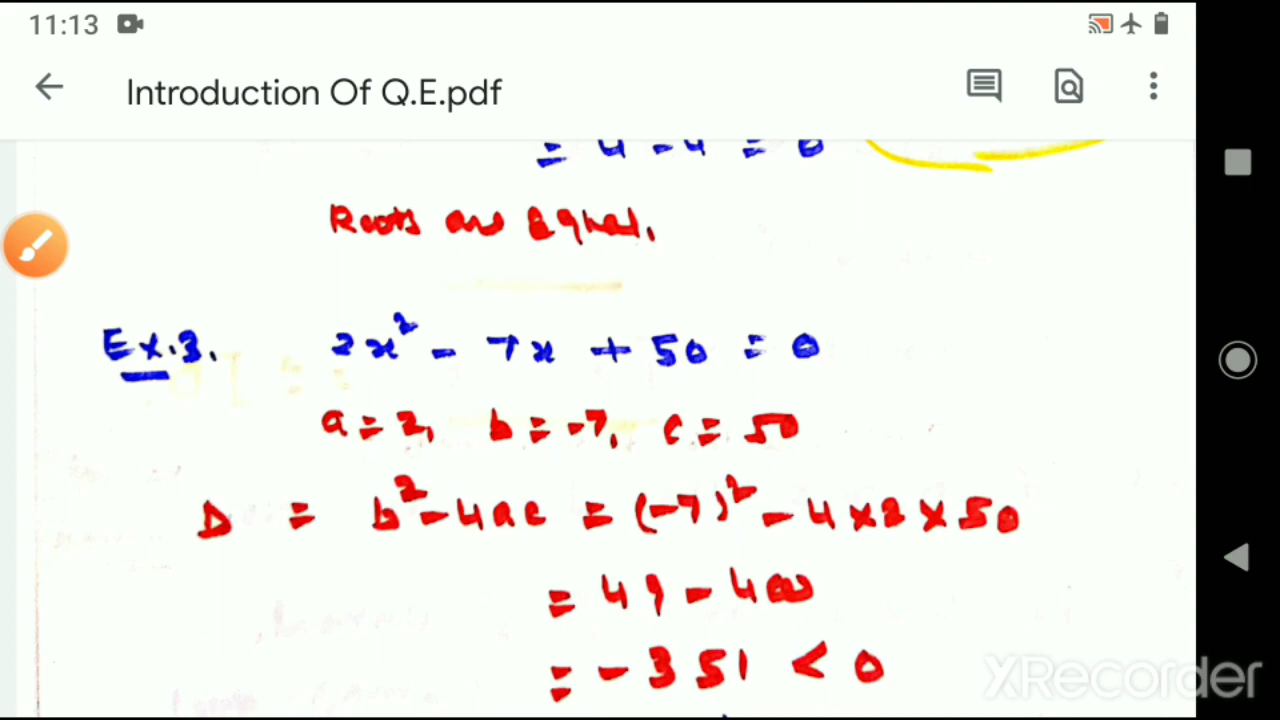 11:13
Introduction Of Q.E.pdf
= 4 - 4 = 0
Roots are Equal.
Ex.3. 2x² - 7x + 50 = 0
a = 2, b = -7, c = 50
D = b² - 4ac = (-7)² - 4×2×50
= 49 - 400
= -351 < 0
XRecorder